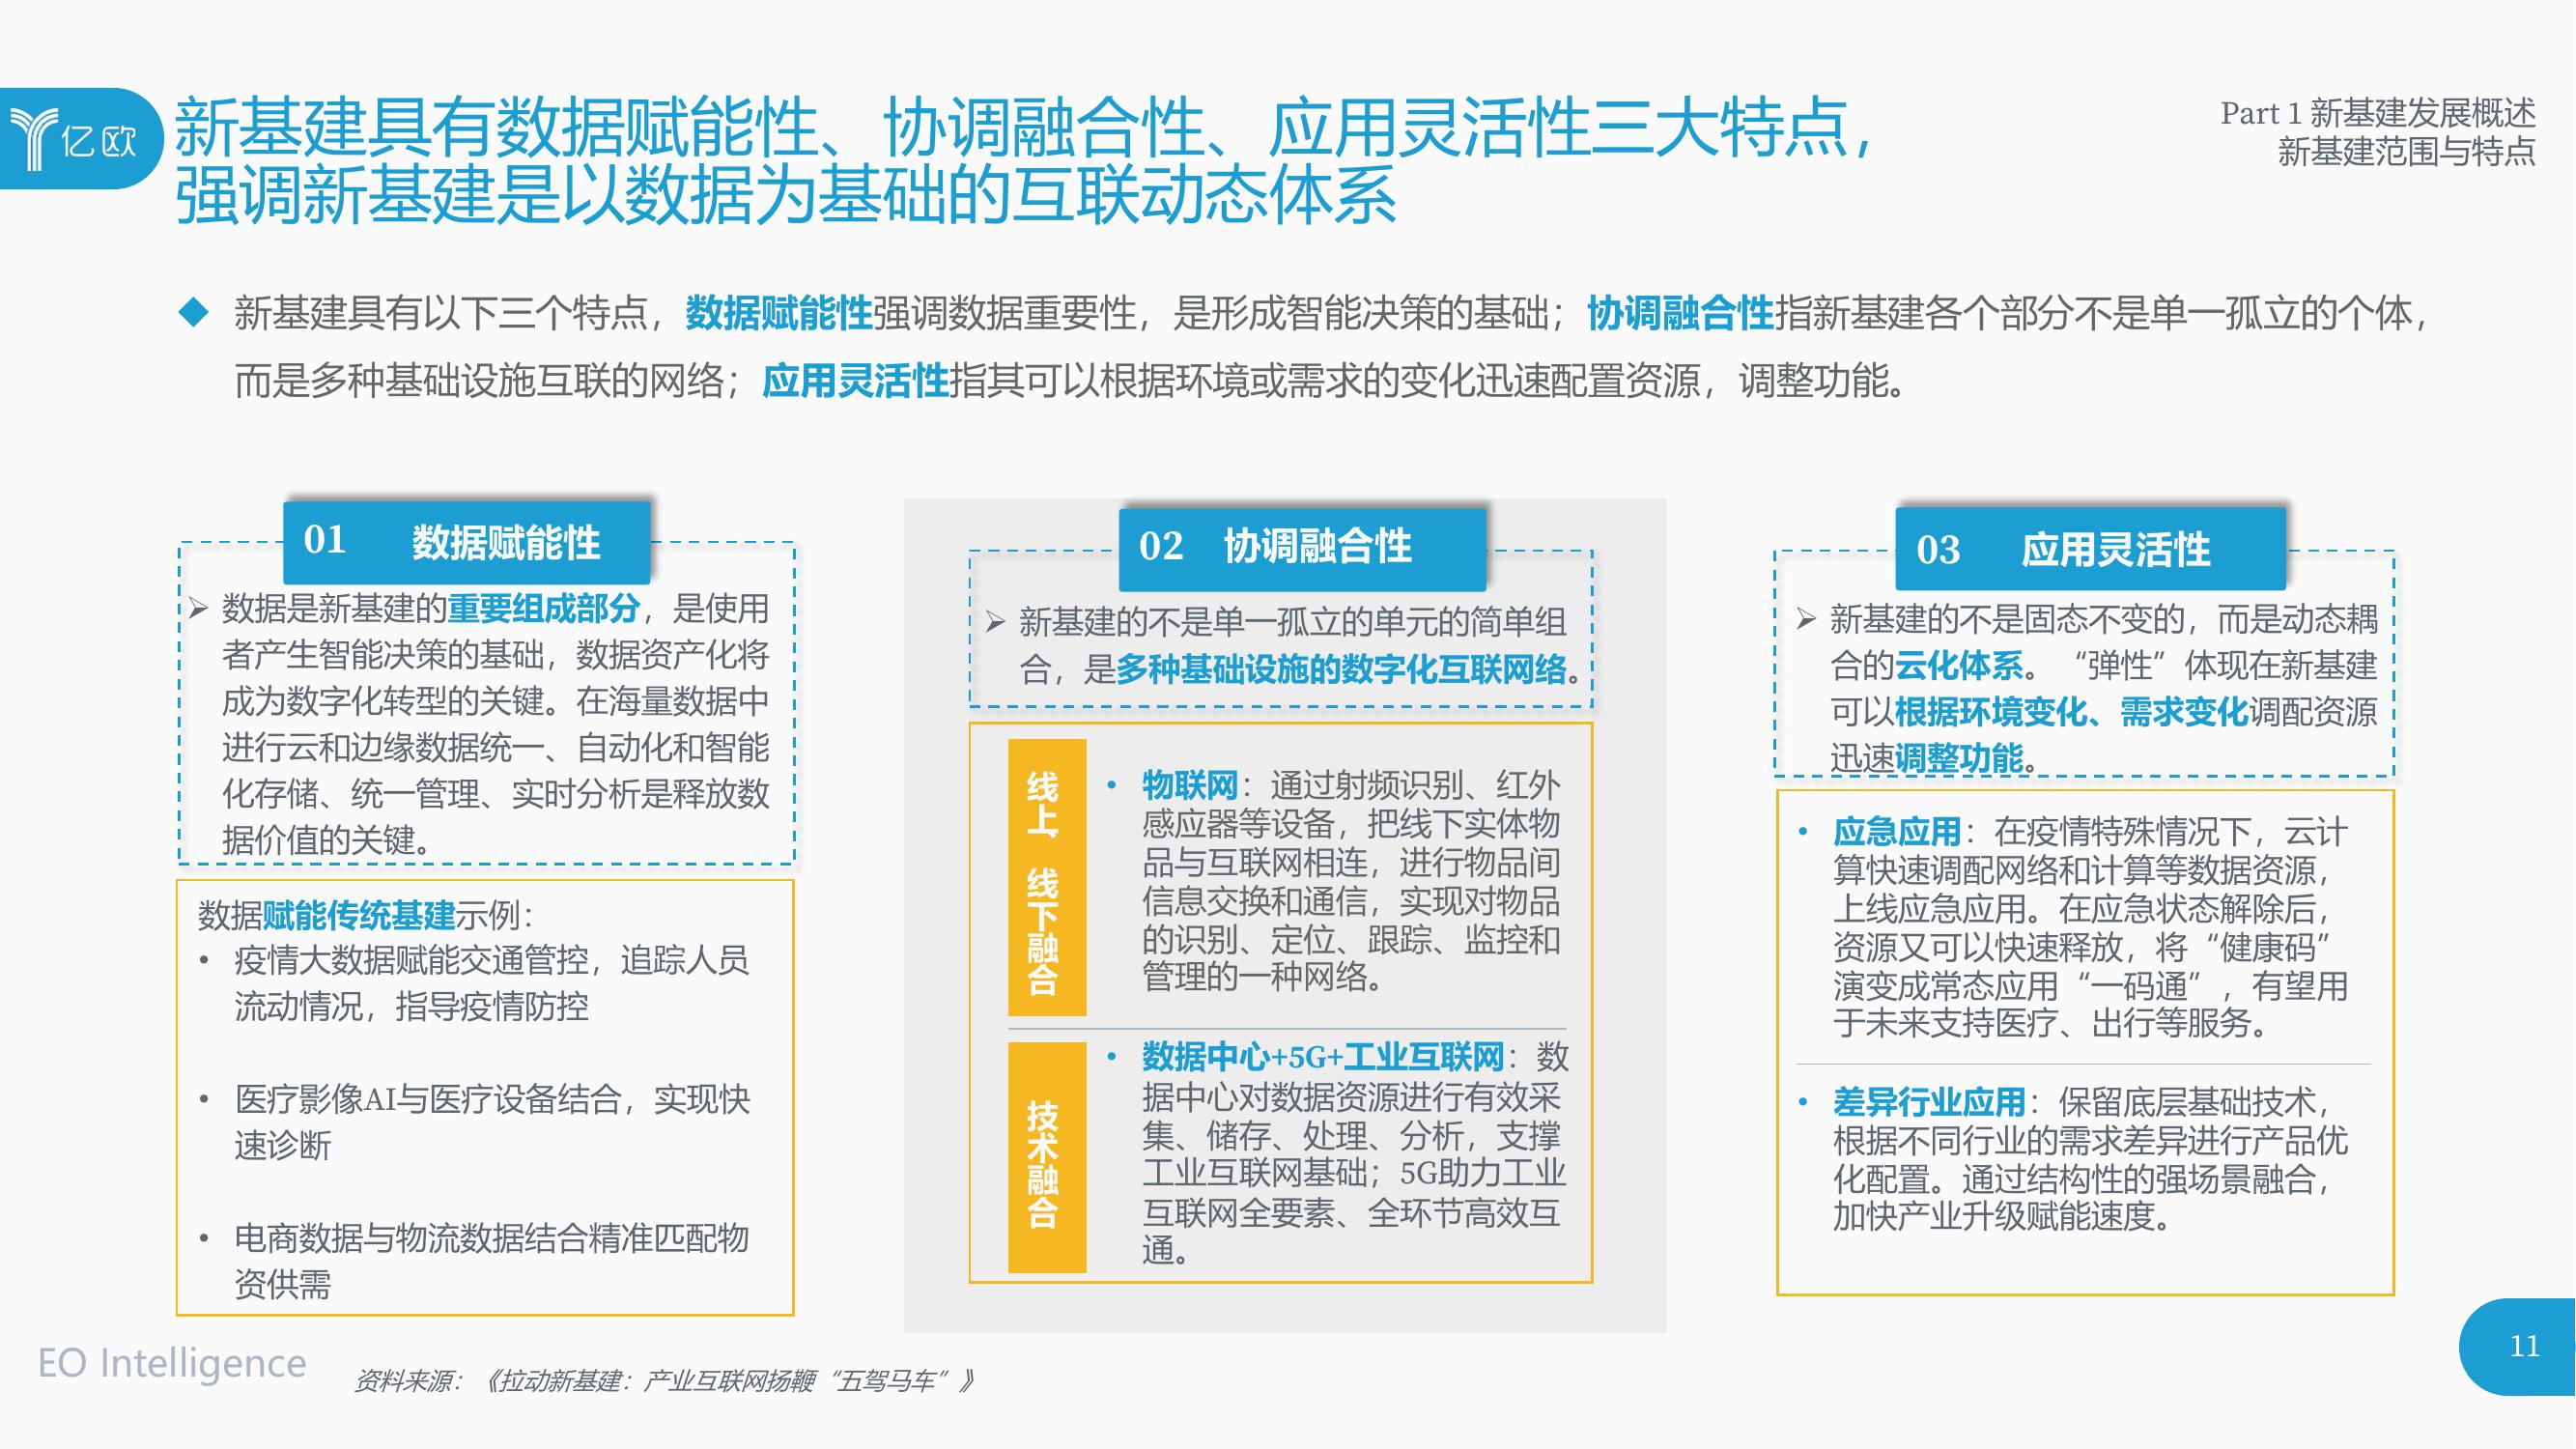 亿欧
新基建具有数据赋能性、协调融合性、应用灵活性三大特点，
强调新基建是以数据为基础的互联动态体系
Part 1 新基建发展概述
新基建范围与特点
新基建具有以下三个特点，数据赋能性强调数据重要性，是形成智能决策的基础；协调融合性指新基建各个部分不是单一孤立的个体，
而是多种基础设施互联的网络；应用灵活性指其可以根据环境或需求的变化迅速配置资源，调整功能。
01 数据赋能性
数据是新基建的重要组成部分，是使用
者产生智能决策的基础，数据资产化将
成为数字化转型的关键。在海量数据中
进行云和边缘数据统一、自动化和智能
化存储、统一管理、实时分析是释放数
据价值的关键。
数据赋能传统基建示例：
• 疫情大数据赋能交通管控，追踪人员
流动情况，指导疫情防控
• 医疗影像AI与医疗设备结合，实现快
速诊断
• 电商数据与物流数据结合精准匹配物
资供需
02 协调融合性
新基建的不是单一孤立的单元的简单组
合，是多种基础设施的数字化互联网络。
线上、线下融合
• 物联网：通过射频识别、红外
感应器等设备，把线下实体物
品与互联网相连，进行物品间
信息交换和通信，实现对物品
的识别、定位、跟踪、监控和
管理的一种网络。
技术融合
• 数据中心+5G+工业互联网：数
据中心对数据资源进行有效采
集、储存、处理、分析，支撑
工业互联网基础；5G助力工业
互联网全要素、全环节高效互
通。
03 应用灵活性
新基建的不是固态不变的，而是动态耦
合的云化体系。“弹性”体现在新基建
可以根据环境变化、需求变化调配资源
迅速调整功能。
• 应急应用：在疫情特殊情况下，云计
算快速调配网络和计算等数据资源，
上线应急应用。在应急状态解除后，
资源又可以快速释放，将“健康码”
演变成常态应用“一码通”，有望用
于未来支持医疗、出行等服务。
• 差异行业应用：保留底层基础技术，
根据不同行业的需求差异进行产品优
化配置。通过结构性的强场景融合，
加快产业升级赋能速度。
EO Intelligence
资料来源：《拉动新基建：产业互联网扬鞭“五驾马车”》
11